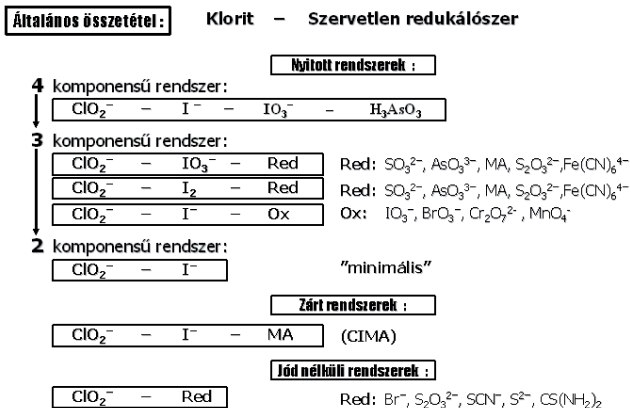 Általános összetétel : Klorit – Szervetlen redukálószer
Nyitott rendszerek :
4 komponensű rendszer:
ClO₂⁻ – I⁻ – IO₃⁻ – H₃AsO₃
3 komponensű rendszer:
ClO₂⁻ – IO₃⁻ – Red Red: SO₃²⁻, AsO₃³⁻, MA, S₂O₃²⁻,Fe(CN)₆⁴⁻
ClO₂⁻ – I₂ – Red Red: SO₃²⁻, AsO₃³⁻, MA, S₂O₃²⁻,Fe(CN)₆⁴⁻
ClO₂⁻ – I⁻ – Ox Ox: IO₃⁻, BrO₃⁻, Cr₂O₇²⁻ , MnO₄⁻
2 komponensű rendszer:
ClO₂⁻ – I⁻ "minimális"
Zárt rendszerek :
ClO₂⁻ – I⁻ – MA (CIMA)
Jód nélküli rendszerek :
ClO₂⁻ – Red Red: Br⁻, S₂O₃²⁻, SCN⁻, S²⁻, CS(NH₂)₂